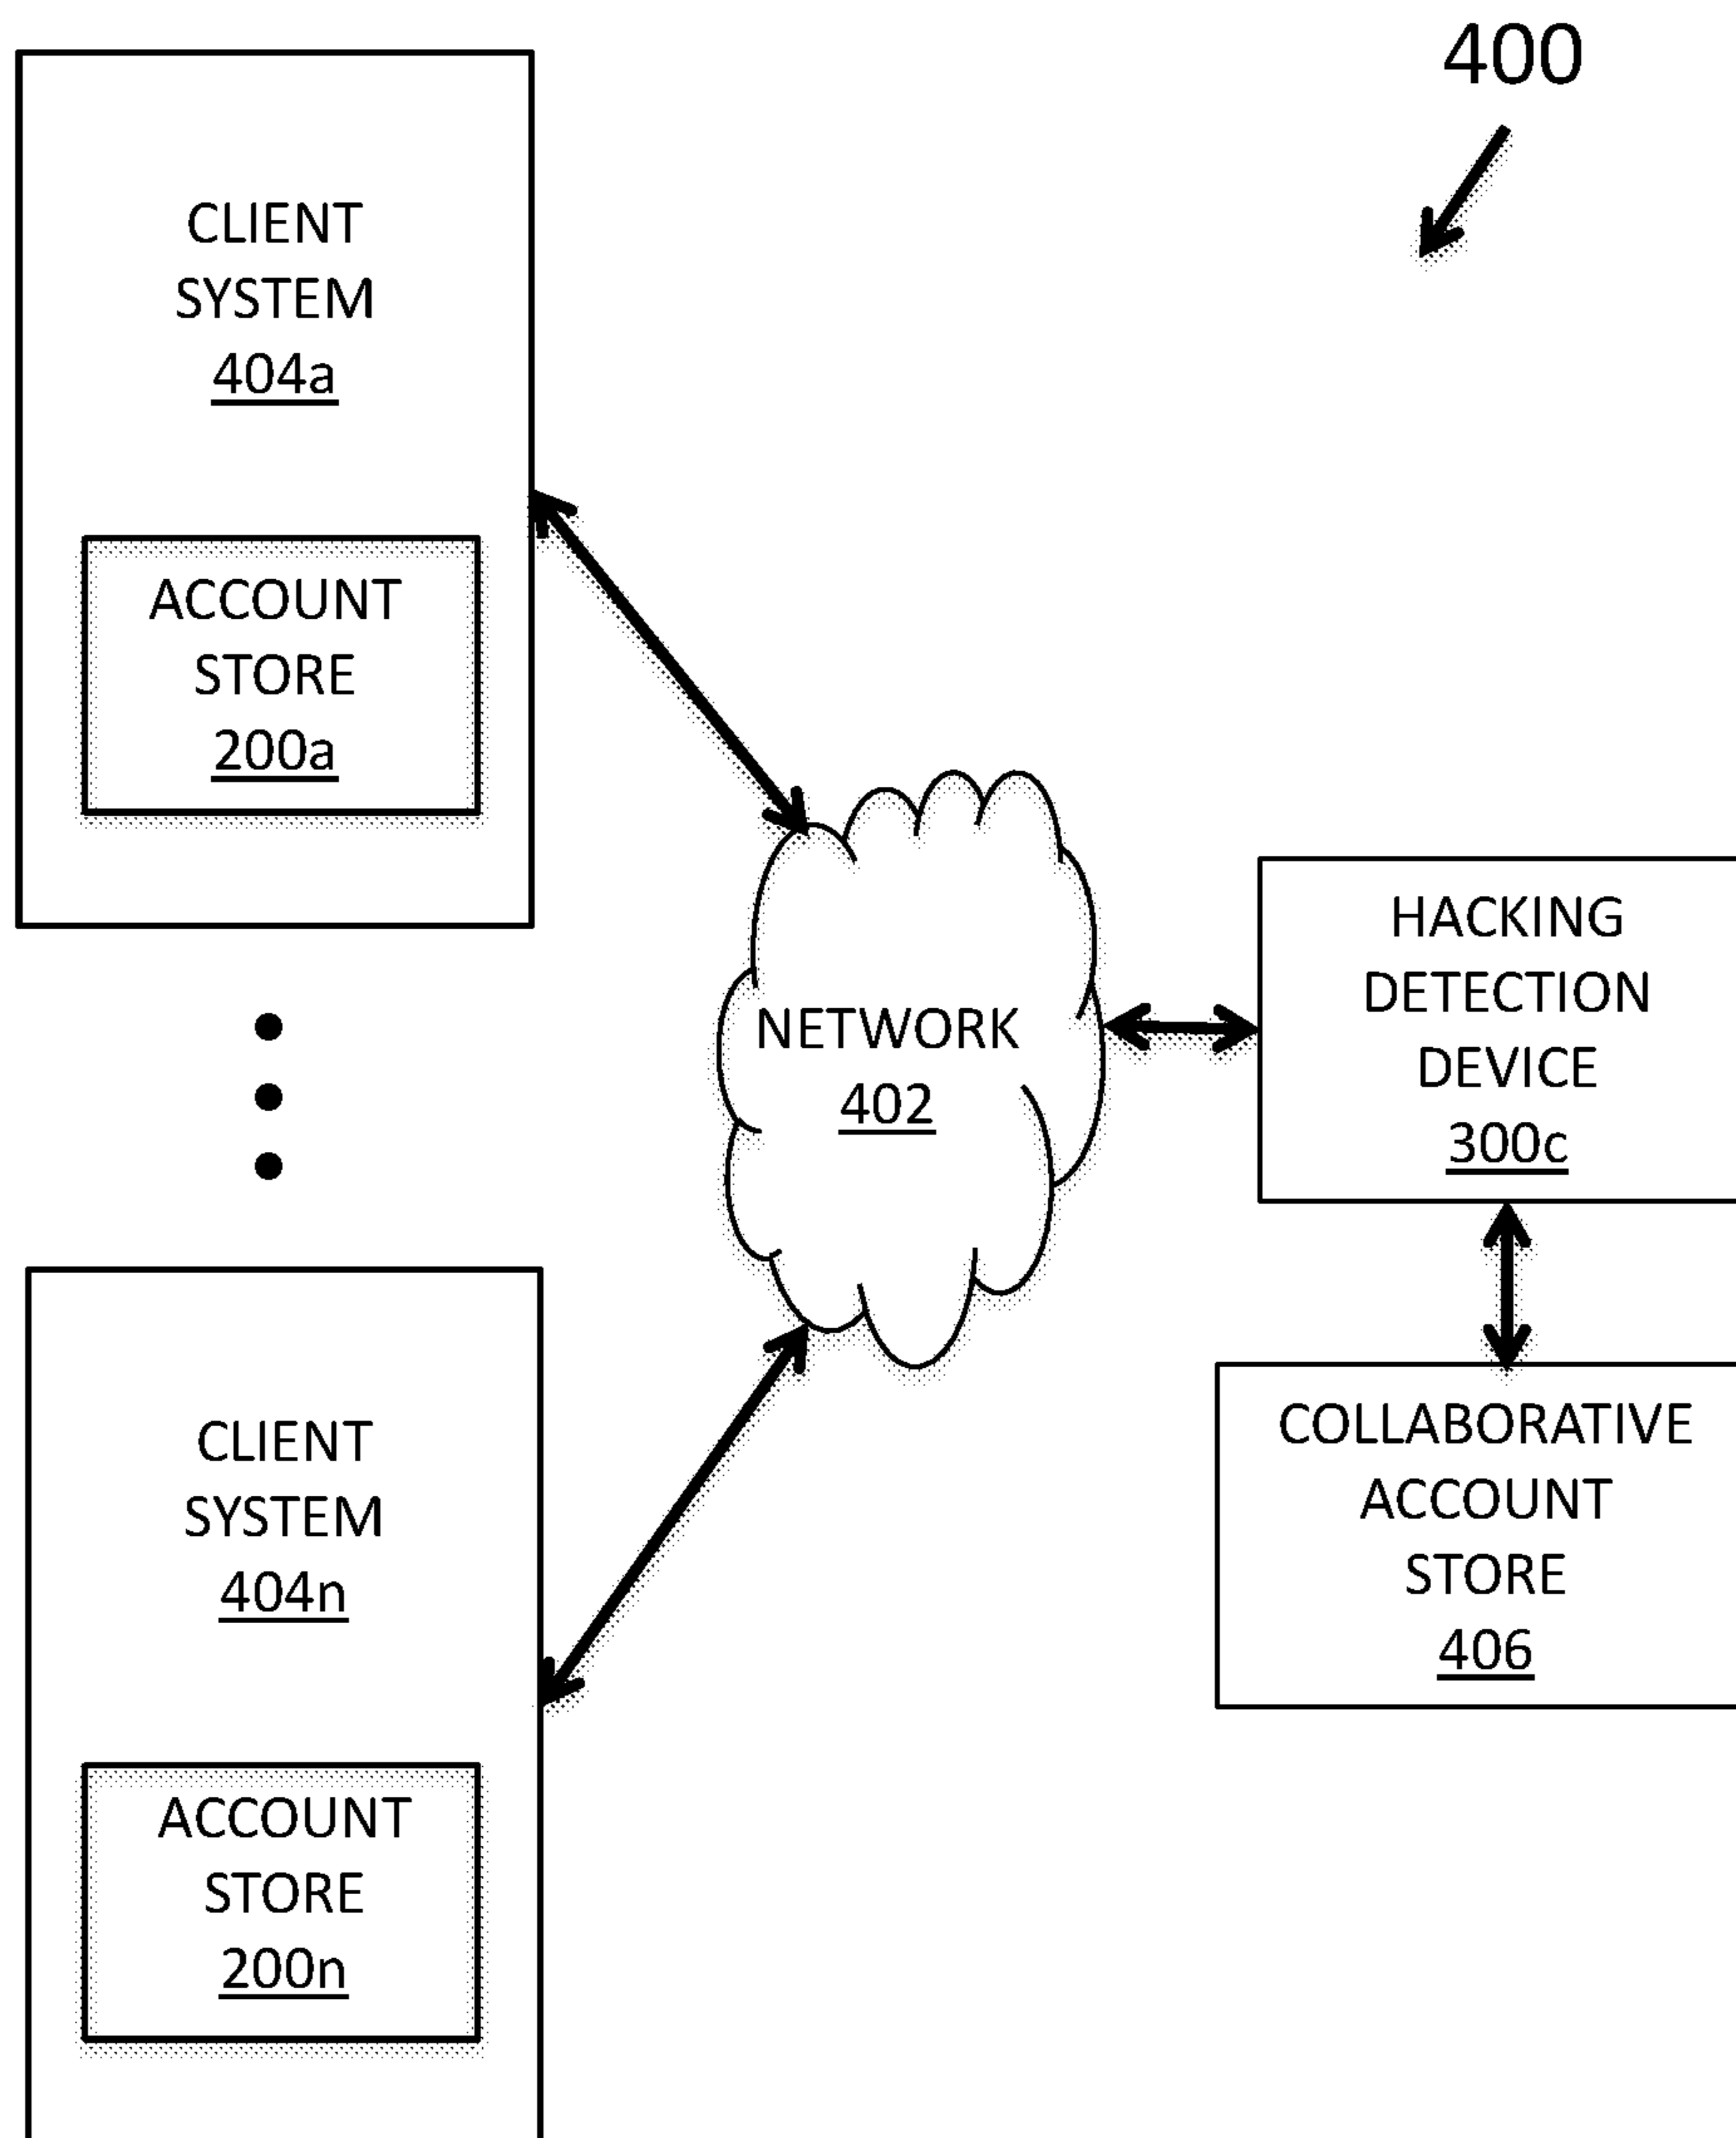 400
CLIENT
SYSTEM
404a
ACCOUNT
STORE
200a
NETWORK
402
HACKING
DETECTION
DEVICE
300c
COLLABORATIVE
ACCOUNT
STORE
406
CLIENT
SYSTEM
404n
ACCOUNT
STORE
200n